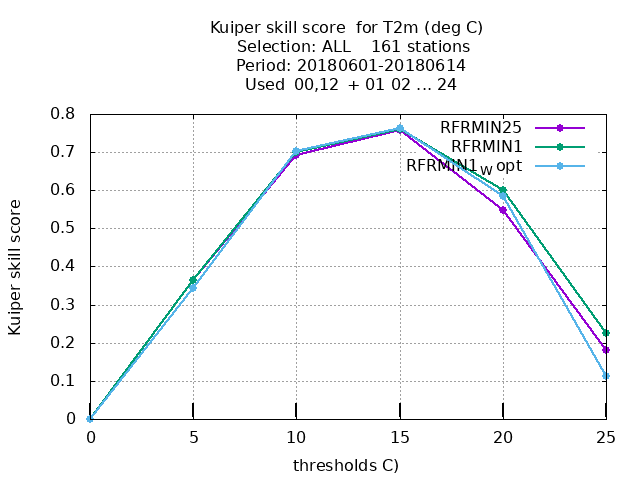 Kuiper skill score for T2m (deg C)
Selection: ALL 161 stations
Period: 20180601-20180614
Used 00,12 + 01 02 ... 24
RFRMIN25
RFRMIN1
RFRMIN1w opt
Kuiper skill score
0.8
0.7
0.6
0.5
0.4
0.3
0.2
0.1
0
0 5 10 15 20 25
thresholds C)